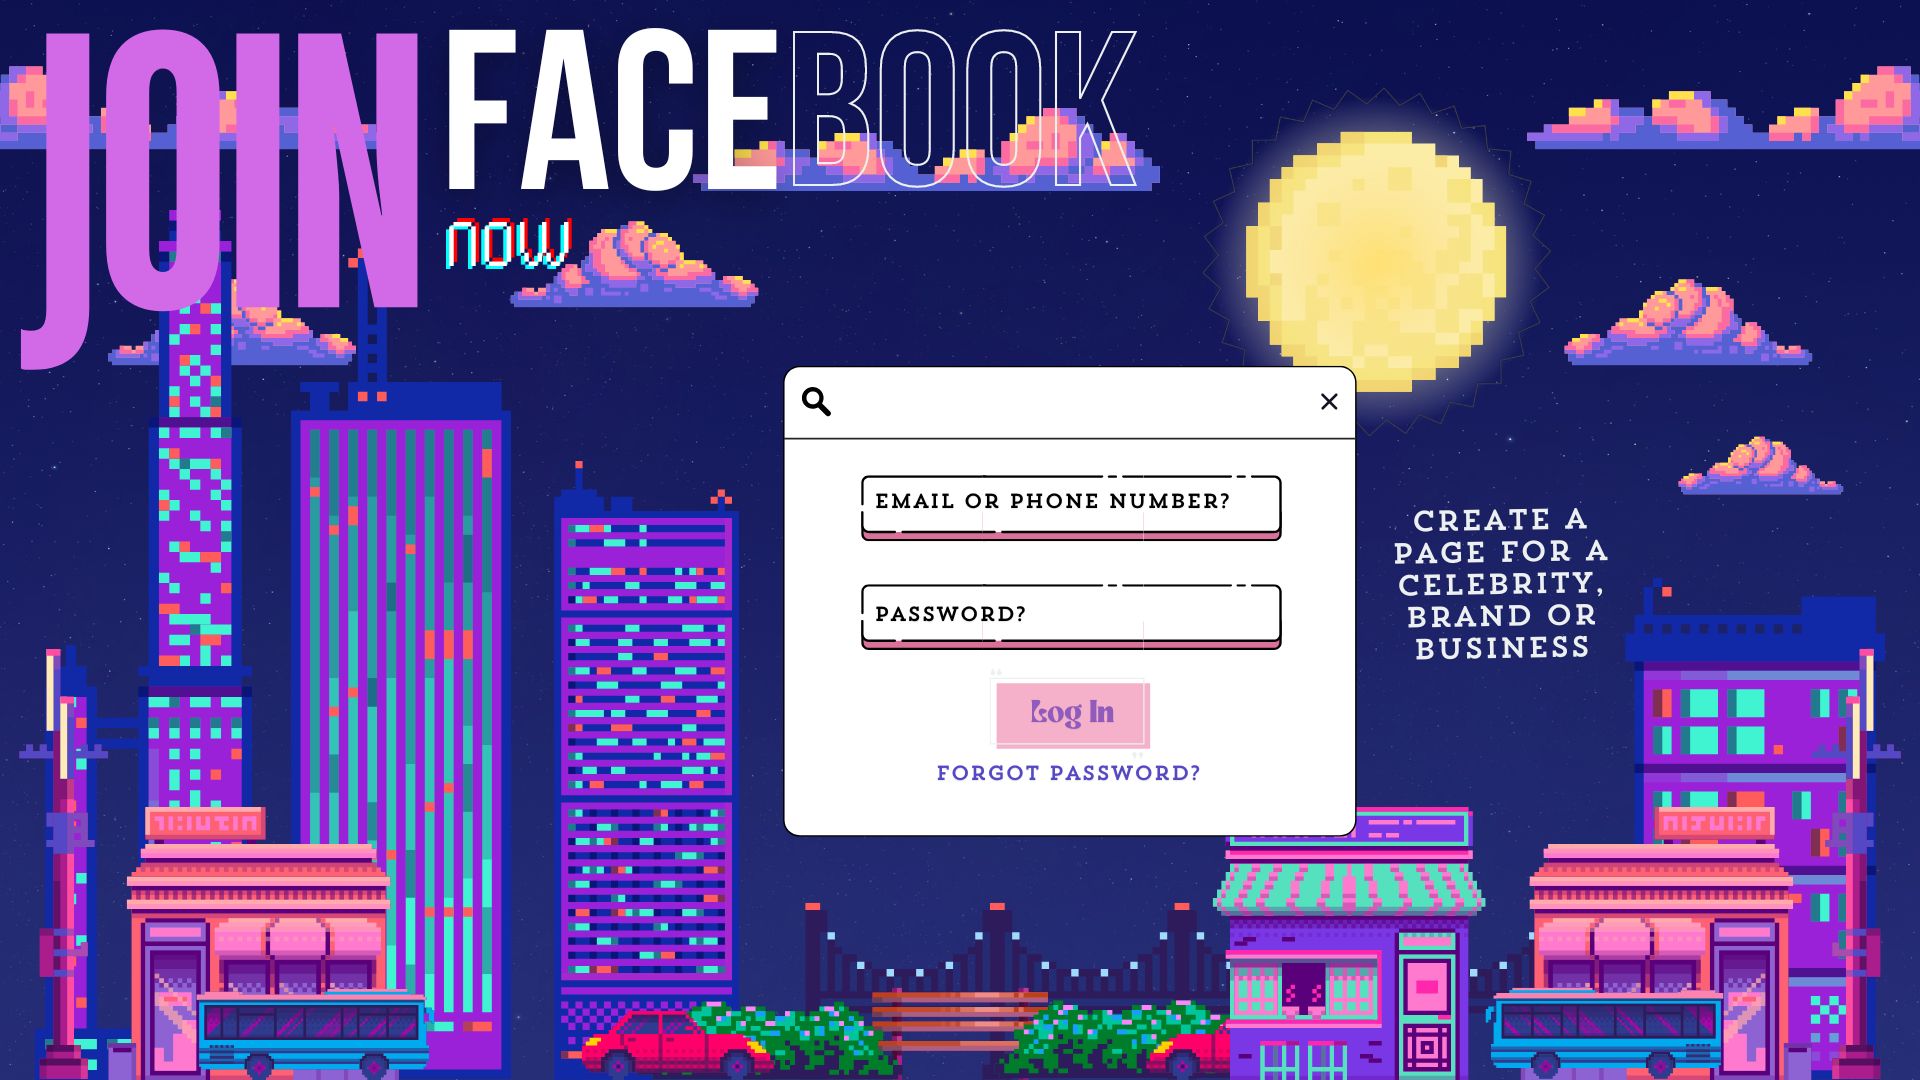 JOIN FACEBOOK
now
EMAIL OR PHONE NUMBER?
PASSWORD?
Log In
FORGOT PASSWORD?
CREATE A
PAGE FOR A
CELEBRITY,
BRAND OR
BUSINESS